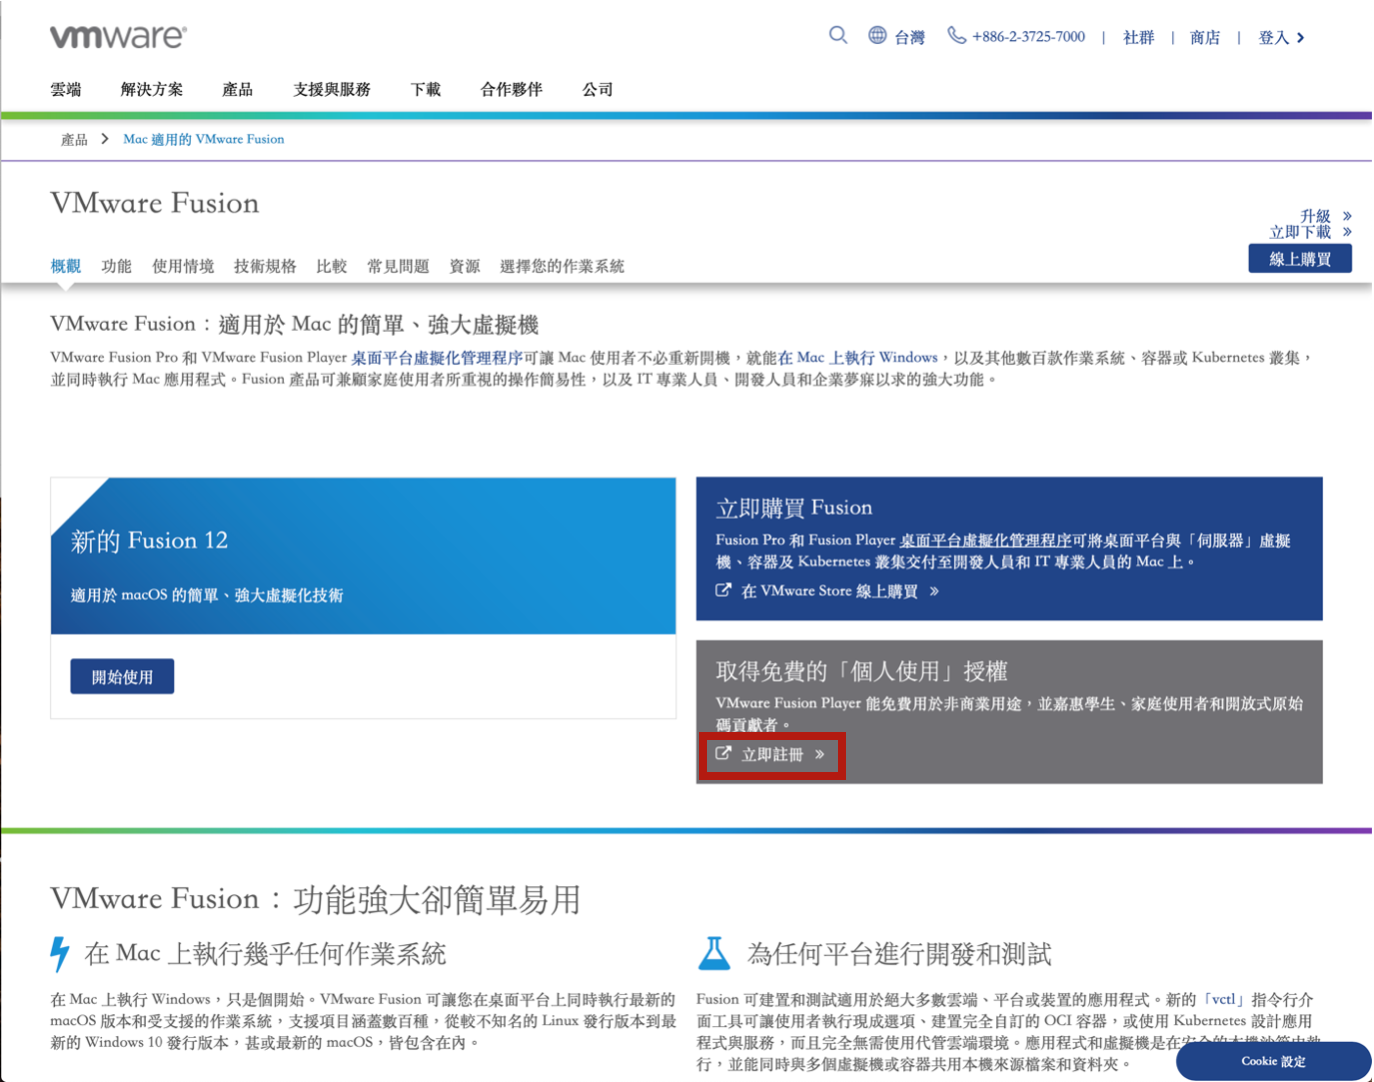 vmware®
台灣 +886-2-3725-7000 | 社群 | 商店 | 登入
雲端 解決方案 產品 支援與服務 下載 合作夥伴 公司
產品 Mac 適用的 VMware Fusion
VMware Fusion
升級 »
立即下載 »
線上購買
概觀 功能 使用情境 技術規格 比較 常見問題 資源 選擇您的作業系統
VMware Fusion：適用於 Mac 的簡單、強大虛擬機
VMware Fusion Pro 和 VMware Fusion Player 桌面平台虛擬化管理程序可讓 Mac 使用者不必重新開機，就能在 Mac 上執行 Windows，以及其他數百款作業系統、容器或 Kubernetes 叢集，
並同時執行 Mac 應用程式。Fusion 產品可兼顧家庭使用者所重視的操作簡易性，以及 IT 專業人員、開發人員和企業夢寐以求的強大功能。
新的 Fusion 12
適用於 macOS 的簡單、強大虛擬化技術
開始使用
立即購買 Fusion
Fusion Pro 和 Fusion Player 桌面平台虛擬化管理程序可將桌面平台與「伺服器」虛擬
機、容器及 Kubernetes 叢集交付至開發人員和 IT 專業人員的 Mac 上。
在 VMware Store 線上購買 »
取得免費的「個人使用」授權
VMware Fusion Player 能免費用於非商業用途，並嘉惠學生、家庭使用者和開放式原始
碼貢獻者。
立即註冊 »
VMware Fusion：功能強大卻簡單易用
在 Mac 上執行幾乎任何作業系統
在 Mac 上執行 Windows，只是個開始。VMware Fusion 可讓您在桌面平台上同時執行最新的
macOS 版本和受支援的作業系統，支援項目涵蓋數百種，從較不知名的 Linux 發行版本到最
新的 Windows 10 發行版本，甚或最新的 macOS，皆包含在內。
為任何平台進行開發和測試
Fusion 可建置和測試適用於絕大多數雲端、平台或裝置的應用程式。新的「vctl」指令行介
面工具可讓使用者執行現成選項、建置完全自訂的 OCI 容器，或使用 Kubernetes 設計應用
程式與服務，而且完全無需使用代管雲端環境。應用程式和虛擬機是在安全的本機沙箱中執
行，並能同時與多個虛擬機或容器共用本機來源檔案和資料夾。
Cookie 設定